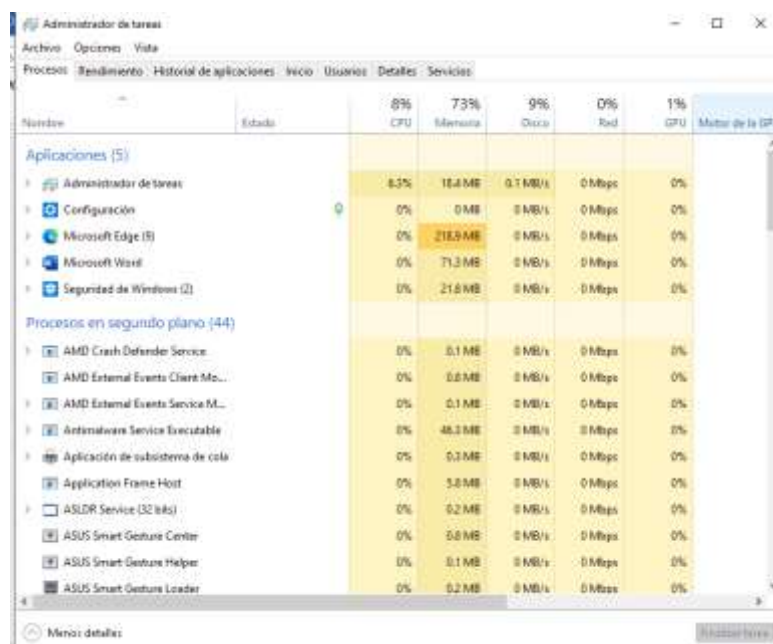 Administrador de tareas
Archivo Opciones Vista
Procesos Rendimiento Historial de aplicaciones Inicio Usuarios Detalles Servicios
8% 73% 9% 0% 1%
Nombre Estado CPU Memoria Disco Red GPU Motor de la GP
Aplicaciones (5)
Administrador de tareas 6.3% 18.4 MB 0.1 MB/s 0 Mbps 0%
Configuración 0% 0 MB 0 MB/s 0 Mbps 0%
Microsoft Edge (9) 0% 218.9 MB 0 MB/s 0 Mbps 0%
Microsoft Word 0% 71.3 MB 0 MB/s 0 Mbps 0%
Seguridad de Windows (2) 0% 21.8 MB 0 MB/s 0 Mbps 0%
Procesos en segundo plano (44)
AMD Crash Defender Service 0% 0.1 MB 0 MB/s 0 Mbps 0%
AMD External Events Client Mo... 0% 0.8 MB 0 MB/s 0 Mbps 0%
AMD External Events Service M... 0% 0.1 MB 0 MB/s 0 Mbps 0%
Antimalware Service Executable 0% 46.3 MB 0 MB/s 0 Mbps 0%
Aplicación de subsistema de cola 0% 0.3 MB 0 MB/s 0 Mbps 0%
Application Frame Host 0% 5.8 MB 0 MB/s 0 Mbps 0%
ASLDR Service (32 bits) 0% 0.2 MB 0 MB/s 0 Mbps 0%
ASUS Smart Gesture Center 0% 0.8 MB 0 MB/s 0 Mbps 0%
ASUS Smart Gesture Helper 0% 0.1 MB 0 MB/s 0 Mbps 0%
ASUS Smart Gesture Loader 0% 0.2 MB 0 MB/s 0 Mbps 0%
Menos detalles Finalizar tarea